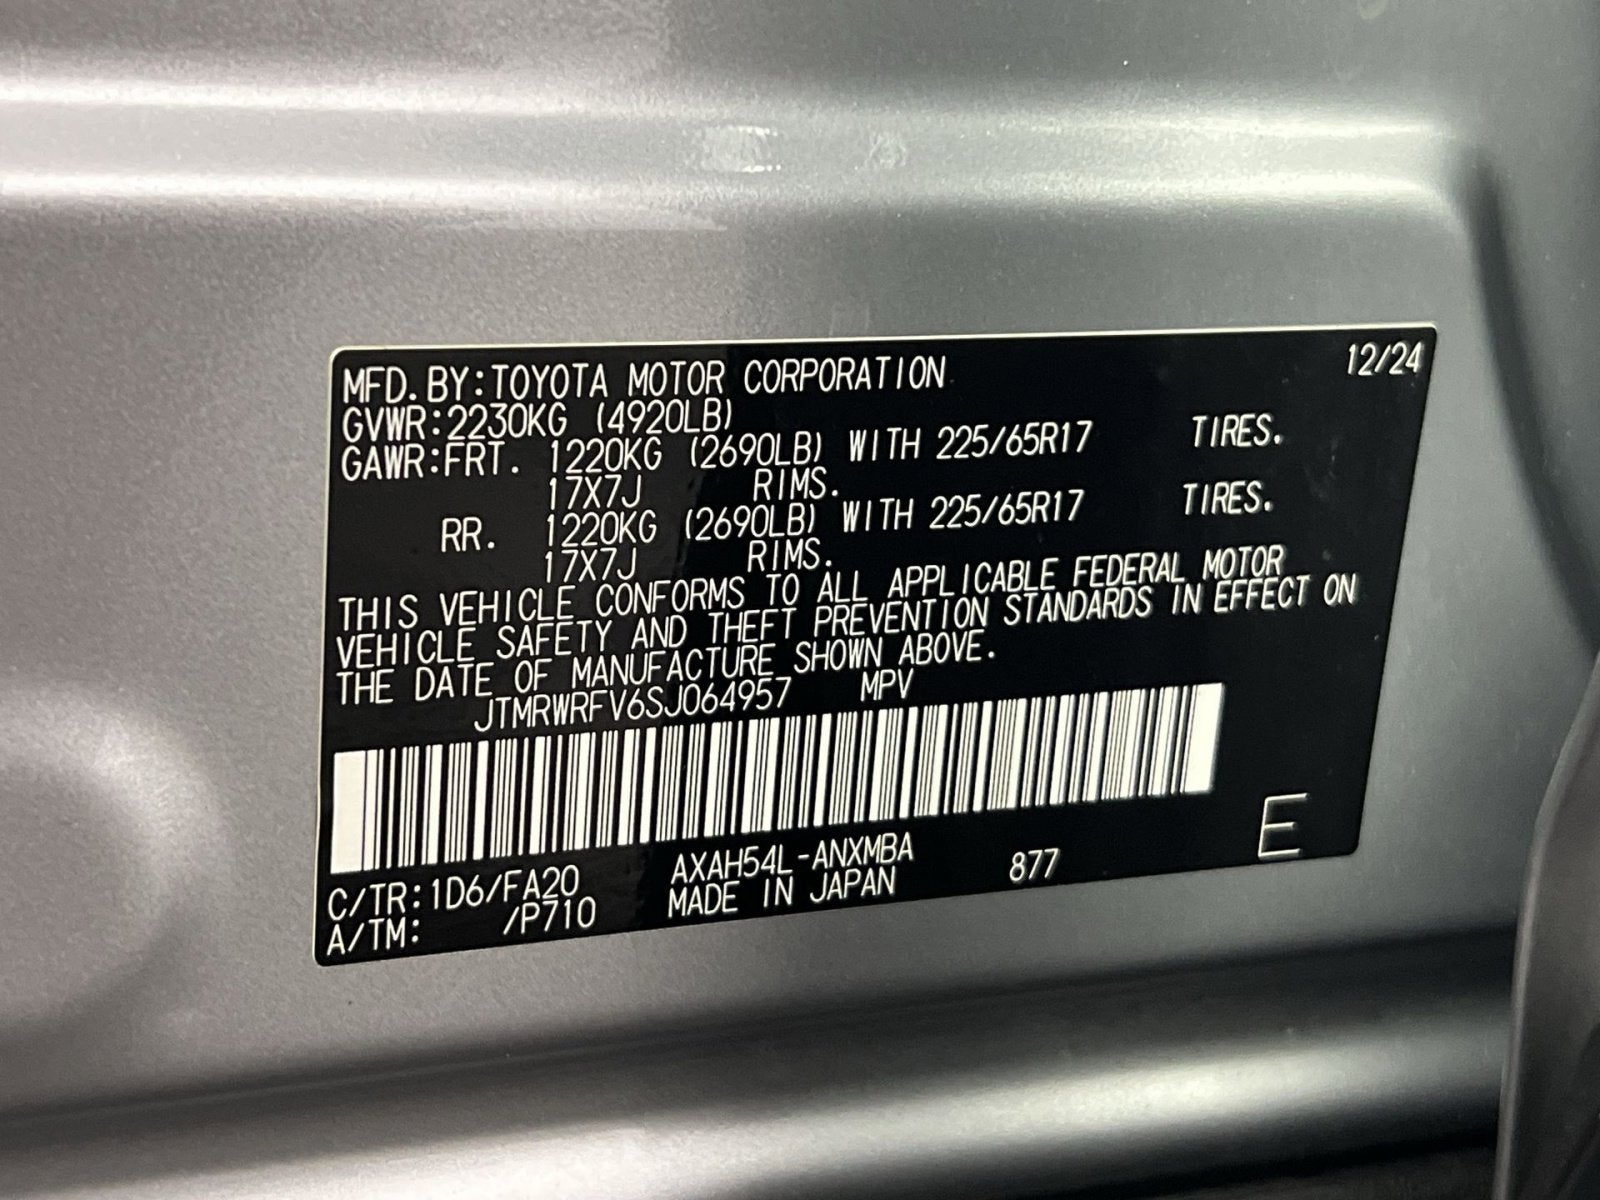 MFD.BY:TOYOTA MOTOR CORPORATION 12/24
GVWR:2230KG (4920LB)
GAWR:FRT. 1220KG (2690LB) WITH 225/65R17 TIRES.
17X7J RIMS.
RR. 1220KG (2690LB) WITH 225/65R17 TIRES.
17X7J RIMS.
THIS VEHICLE CONFORMS TO ALL APPLICABLE FEDERAL MOTOR
VEHICLE SAFETY AND THEFT PREVENTION STANDARDS IN EFFECT ON
THE DATE OF MANUFACTURE SHOWN ABOVE.
JTMRWRFV6SJ064957 MPV
E
C/TR:1D6/FA20 AXAH54L-ANXMBA 877
A/TM: /P710 MADE IN JAPAN